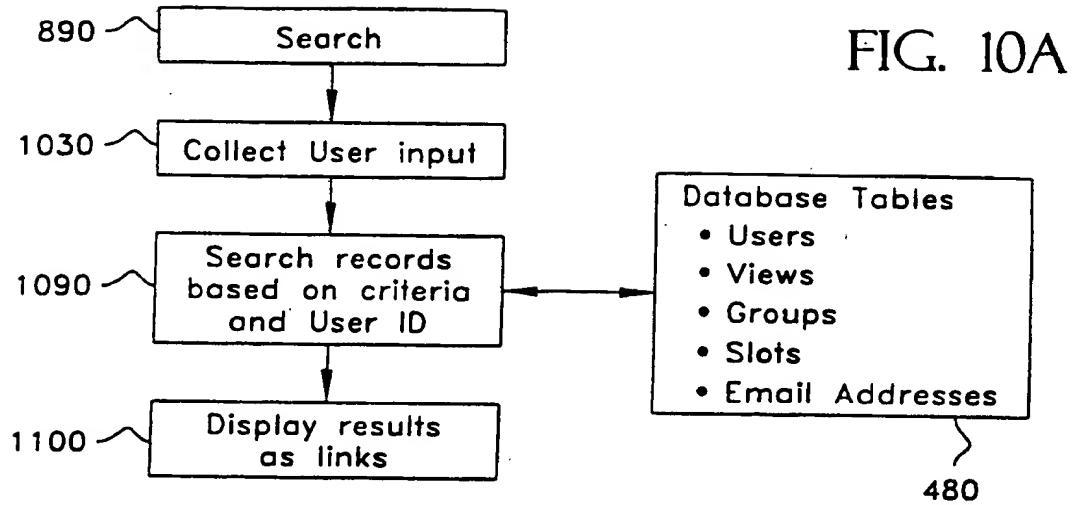 FIG. 10A
890
Search
1030
Collect User input
1090
Search records
based on criteria
and User ID
1100
Display results
as links
Database Tables
• Users
• Views
• Groups
• Slots
• Email Addresses
480